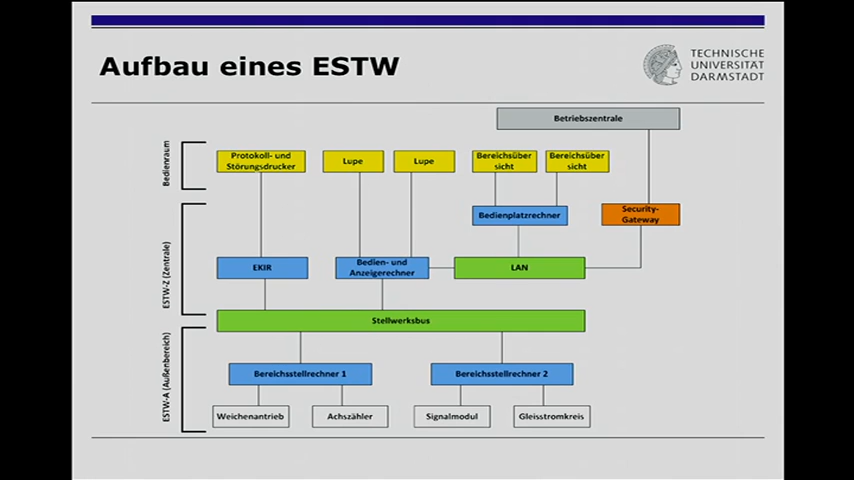 Aufbau eines ESTW
TECHNISCHE
UNIVERSITÄT
DARMSTADT
Betriebszentrale
Bedienraum
Protokoll- und
Störungsdrucker
Lupe
Lupe
Bereichsüber
sicht
Bereichsüber
sicht
Bedienplatzrechner
Security-
Gateway
ESTW-Z (Zentrale)
EKIR
Bedien- und
Anzeigerechner
LAN
Stellwerksbus
ESTW-A (Außenbereich)
Bereichsstellrechner 1
Bereichsstellrechner 2
Weichenantrieb
Achszähler
Signalmodul
Gleisstromkreis